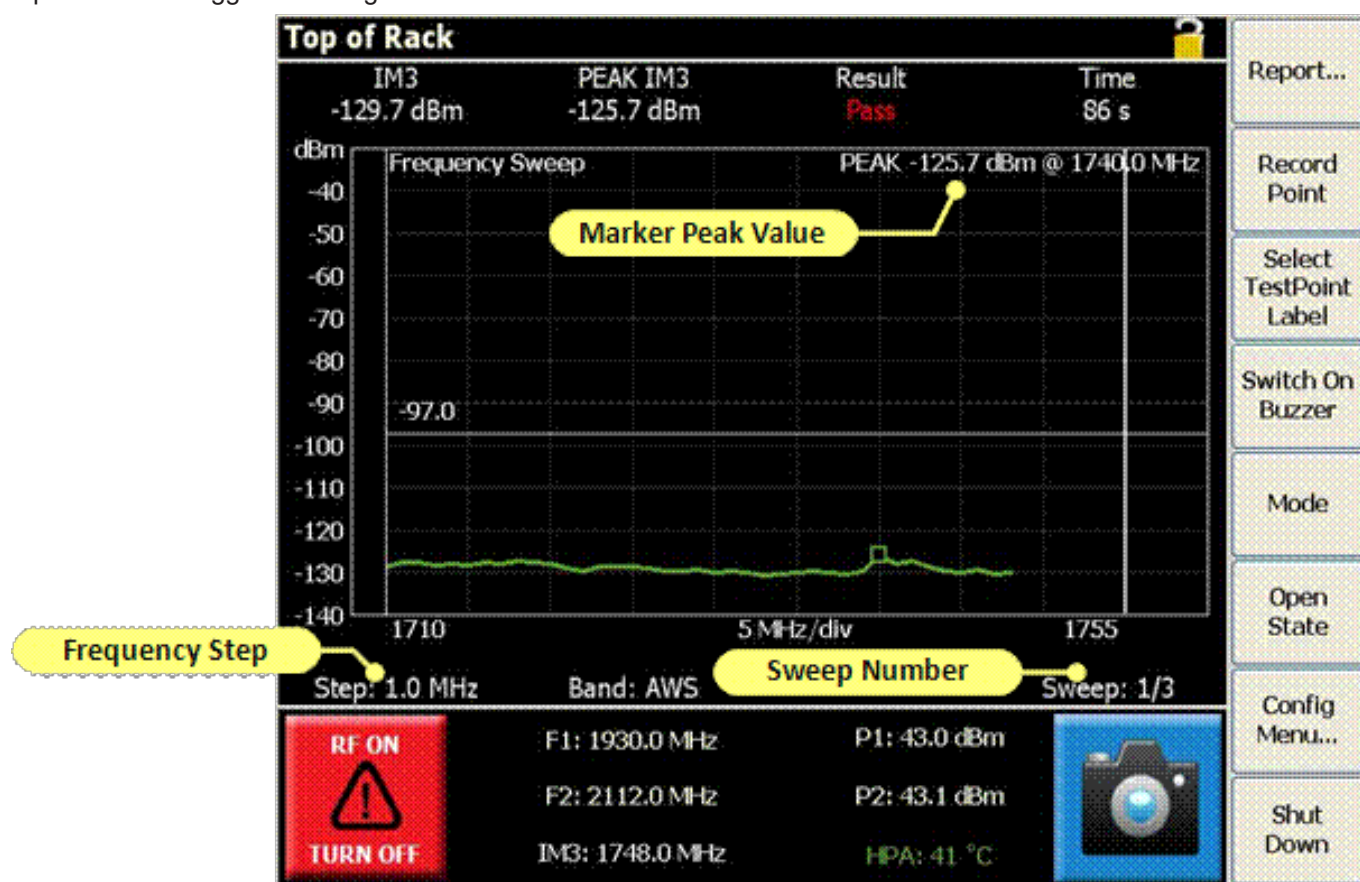 Top of Rack
IM3 PEAK IM3 Result Time
-129.7 dBm -125.7 dBm Pass 86 s
dBm
Frequency Sweep PEAK -125.7 dBm @ 1740.0 MHz
Marker Peak Value
-40
-50
-60
-70
-80
-90
-97.0
-100
-110
-120
-130
-140
1710 5 MHz/div 1755
Frequency Step
Sweep Number
Step: 1.0 MHz Band: AWS Sweep: 1/3
RF ON
TURN OFF
F1: 1930.0 MHz P1: 43.0 dBm
F2: 2112.0 MHz P2: 43.1 dBm
IM3: 1748.0 MHz HPA: 41 °C
Report...
Record
Point
Select
TestPoint
Label
Switch On
Buzzer
Mode
Open
State
Config
Menu...
Shut
Down